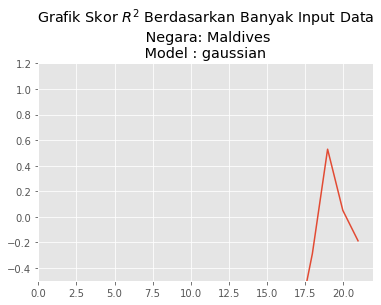 Grafik Skor R² Berdasarkan Banyak Input Data
Negara: Maldives
Model : gaussian
1.2
1.0
0.8
0.6
0.4
0.2
0.0
−0.2
−0.4
0.0 2.5 5.0 7.5 10.0 12.5 15.0 17.5 20.0